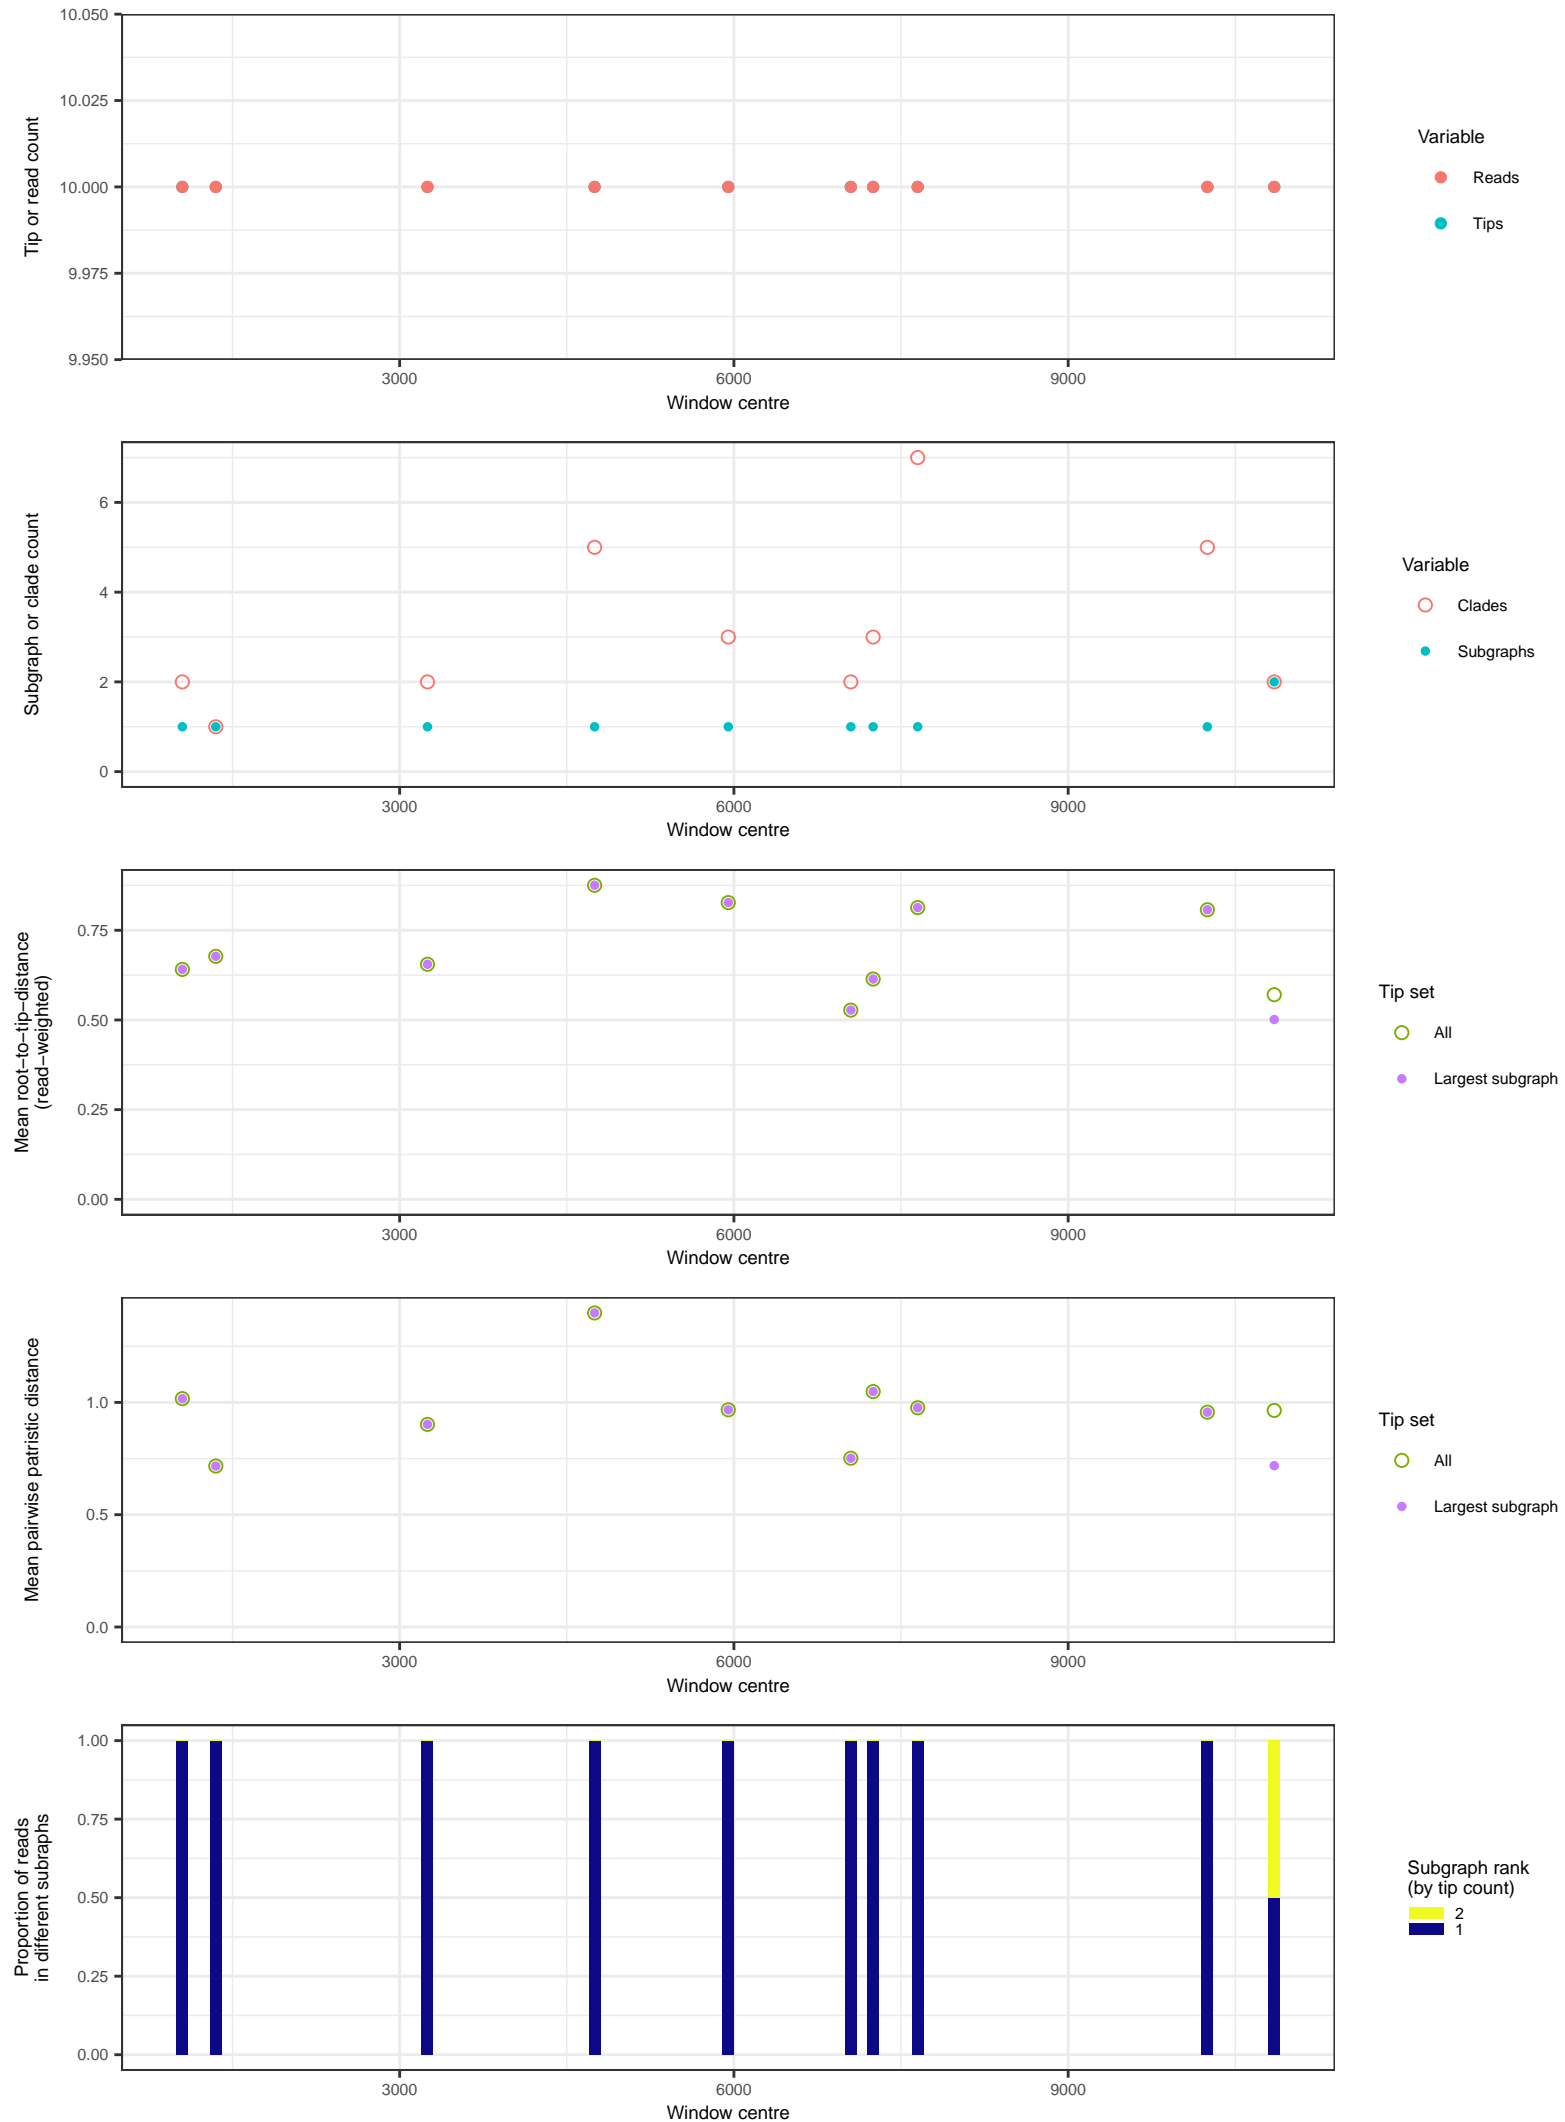 10.050
10.025
10.000
9.975
9.950
Tip or read count
3000 6000 9000
Window centre
Variable
Reads
Tips
6
4
2
0
Subgraph or clade count
3000 6000 9000
Window centre
Variable
Clades
Subgraphs
0.75
0.50
0.25
0.00
Mean root−to−tip−distance
(read−weighted)
3000 6000 9000
Window centre
Tip set
All
Largest subgraph
1.0
0.5
0.0
Mean pairwise patristic distance
3000 6000 9000
Window centre
Tip set
All
Largest subgraph
1.00
0.75
0.50
0.25
0.00
Proportion of reads
in different subraphs
3000 6000 9000
Window centre
Subgraph rank
(by tip count)
2
1